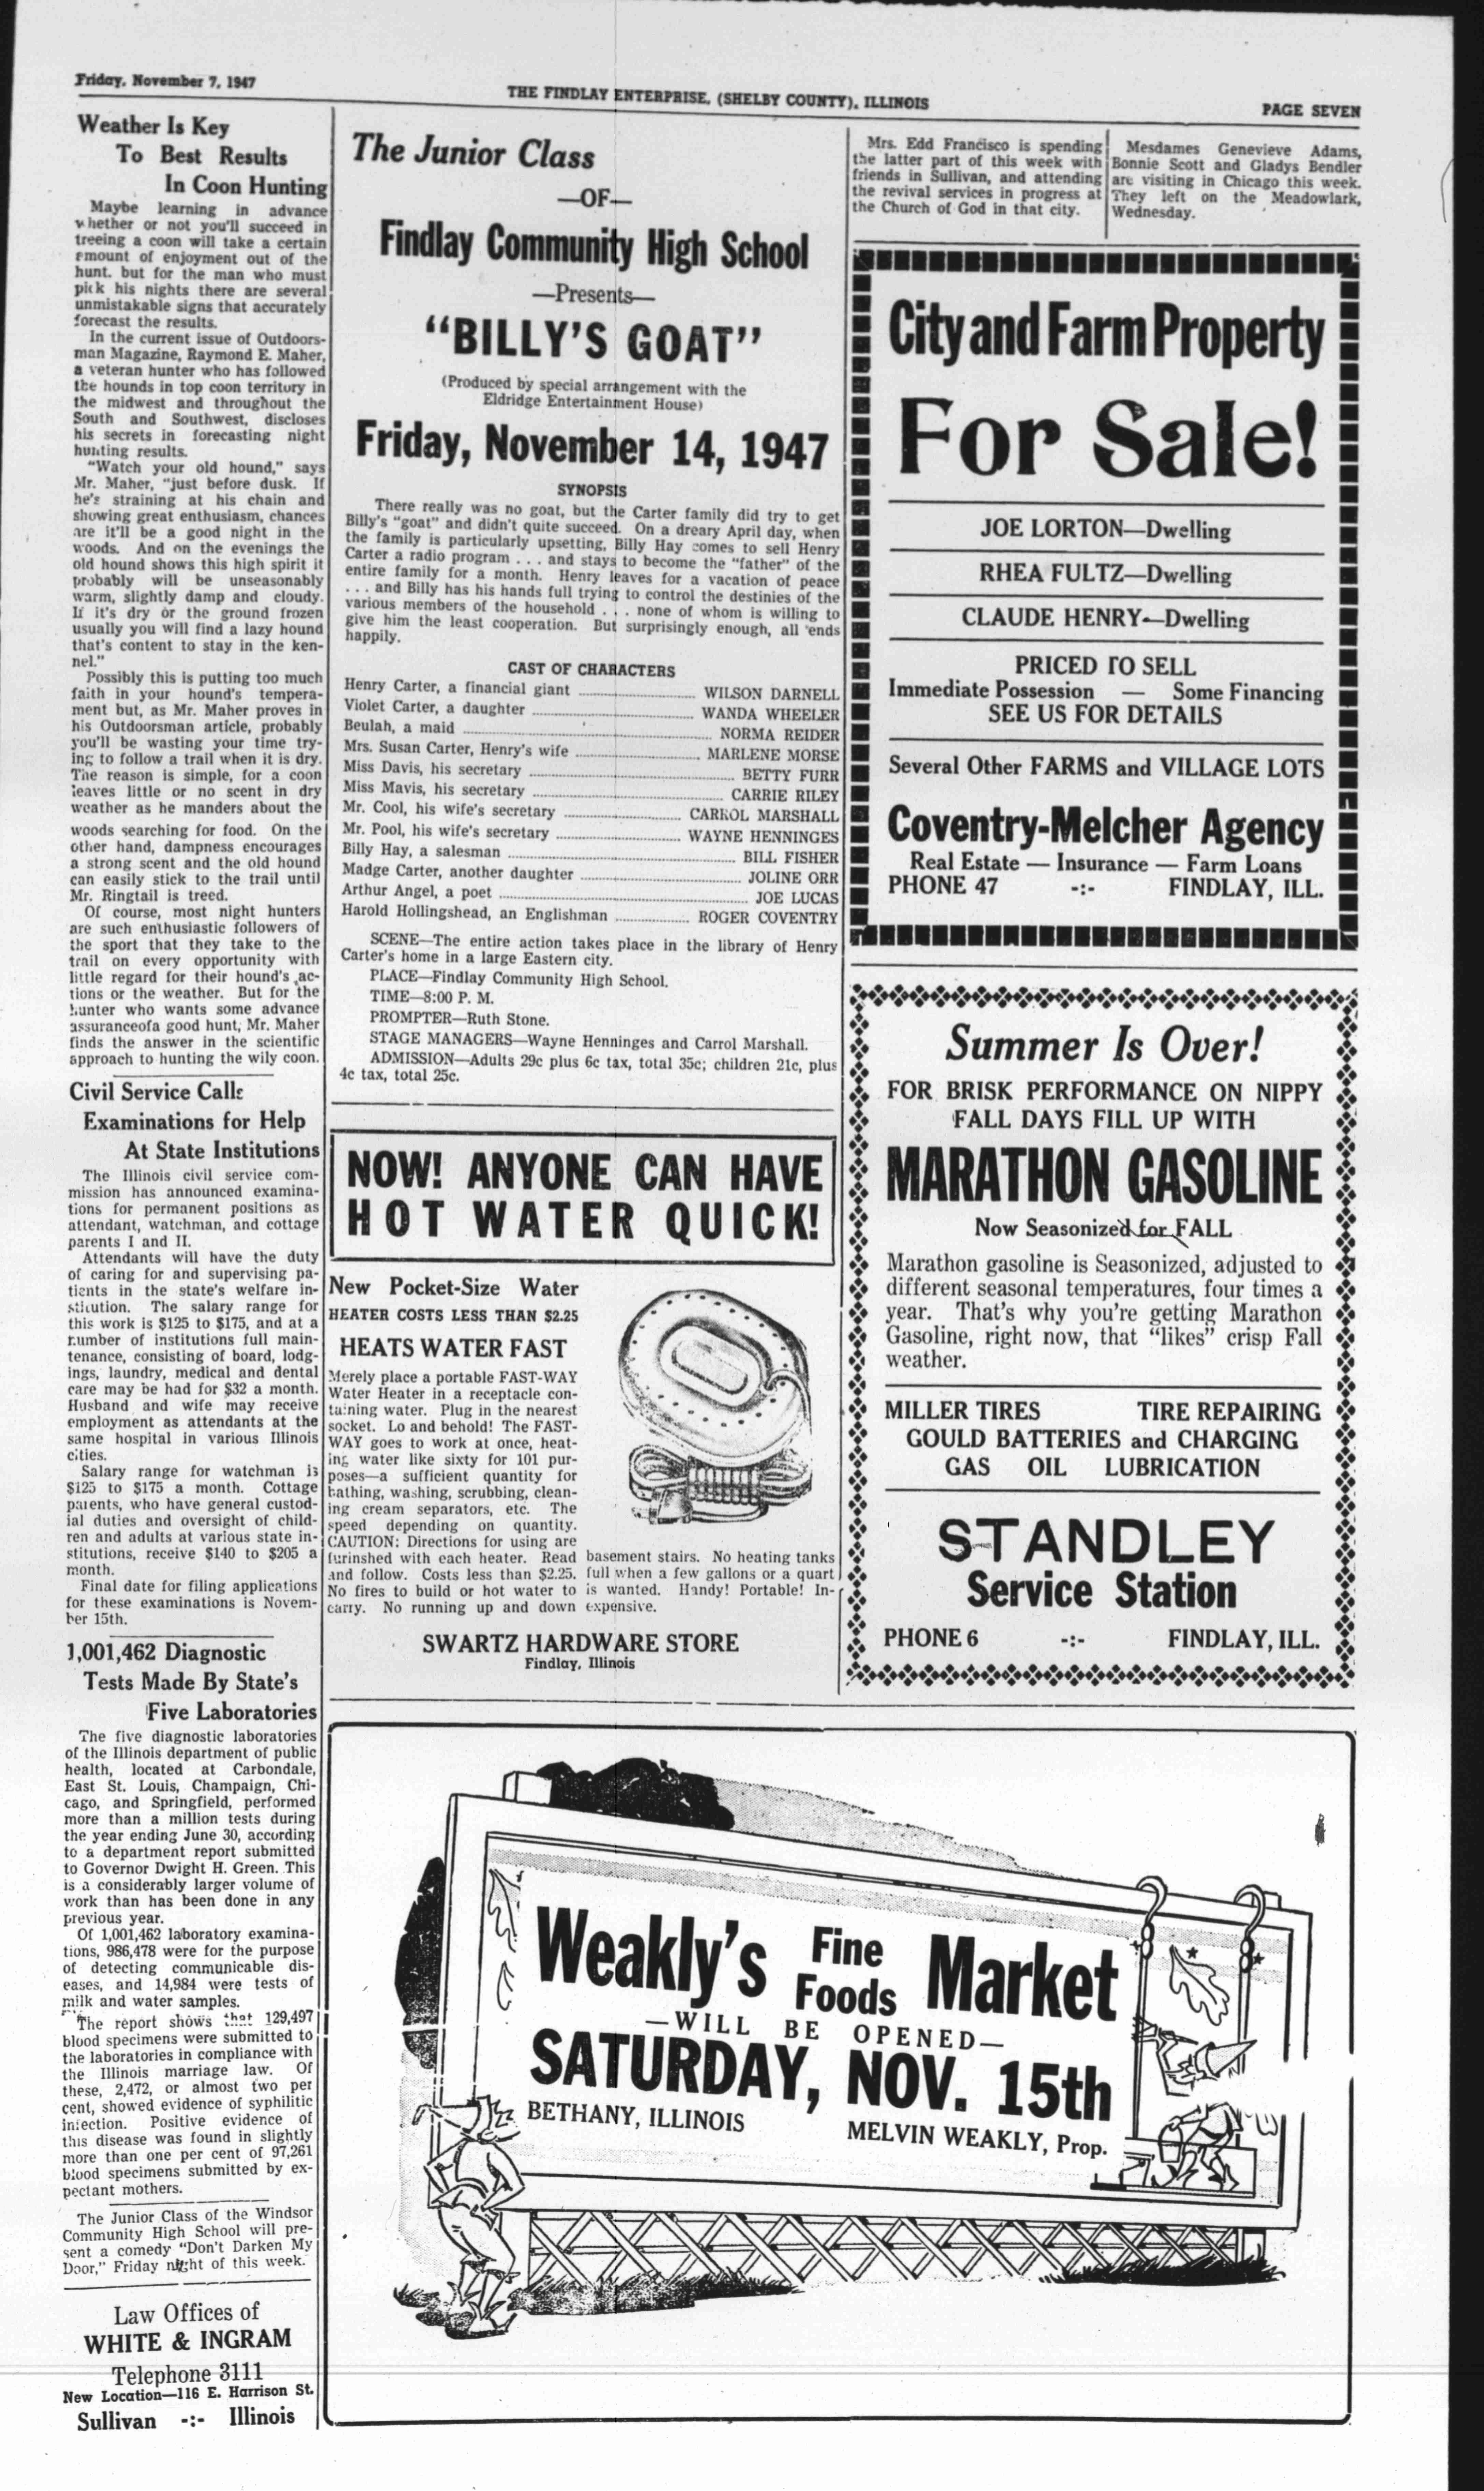 Friday, November 7, 1947
THE FINDLAY ENTERPRISE, (SHELBY COUNTY), ILLINOIS
PAGE SEVEN
Weather Is Key
To Best Results
In Coon Hunting
Maybe learning in advance
whether or not you'll succeed in
treeing a coon will take a certain
amount of enjoyment out of the
hunt. but for the man who must
pick his nights there are several
unmistakable signs that accurately
forecast the results.
In the current issue of Outdoors-
man Magazine, Raymond E. Maher,
a veteran hunter who has followed
the hounds in top coon territory in
the midwest and throughout the
South and Southwest, discloses
his secrets in forecasting night
hunting results.
"Watch your old hound," says
Mr. Maher, "just before dusk. If
he's straining at his chain and
showing great enthusiasm, chances
are it'll be a good night in the
woods. And on the evenings the
old hound shows this high spirit it
probably will be unseasonably
warm, slightly damp and cloudy.
If it's dry or the ground frozen
usually you will find a lazy hound
that's content to stay in the ken-
nel."
Possibly this is putting too much
faith in your hound's tempera-
ment but, as Mr. Maher proves in
his Outdoorsman article, probably
you'll be wasting your time try-
ing to follow a trail when it is dry.
The reason is simple, for a coon
leaves little or no scent in dry
weather as he manders about the
woods searching for food. On the
other hand, dampness encourages
a strong scent and the old hound
can easily stick to the trail until
Mr. Ringtail is treed.
Of course, most night hunters
are such enthusiastic followers of
the sport that they take to the
trail on every opportunity with
little regard for their hound's ac-
tions or the weather. But for the
hunter who wants some advance
assuranceofa good hunt, Mr. Maher
finds the answer in the scientific
approach to hunting the wily coon.
Civil Service Calls
Examinations for Help
At State Institutions
The Illinois civil service com-
mission has announced examina-
tions for permanent positions as
attendant, watchman, and cottage
parents I and II.
Attendants will have the duty
of caring for and supervising pa-
tients in the state's welfare in-
stitution. The salary range for
this work is $125 to $175, and at a
number of institutions full main-
tenance, consisting of board, lodg-
ings, laundry, medical and dental
care may be had for $32 a month.
Husband and wife may receive
employment as attendants at the
same hospital in various Illinois
cities.
Salary range for watchman is
$125 to $175 a month. Cottage
parents, who have general custod-
ial duties and oversight of child-
ren and adults at various state in-
stitutions, receive $140 to $205 a
month.
Final date for filing applications
for these examinations is Novem-
ber 15th.
1,001,462 Diagnostic
Tests Made By State's
Five Laboratories
The five diagnostic laboratories
of the Illinois department of public
health, located at Carbondale,
East St. Louis, Champaign, Chi-
cago, and Springfield, performed
more than a million tests during
the year ending June 30, according
to a department report submitted
to Governor Dwight H. Green. This
is a considerably larger volume of
work than has been done in any
previous year.
Of 1,001,462 laboratory examina-
tions, 986,478 were for the purpose
of detecting communicable dis-
eases, and 14,984 were tests of
milk and water samples.
The report shows that 129,497
blood specimens were submitted to
the laboratories in compliance with
the Illinois marriage law. Of
these, 2,472, or almost two per
cent, showed evidence of syphilitic
infection. Positive evidence of
this disease was found in slightly
more than one per cent of 97,261
blood specimens submitted by ex-
pectant mothers.
The Junior Class of the Windsor
Community High School will pre-
sent a comedy "Don't Darken My
Door," Friday night of this week.
Law Offices of
WHITE & INGRAM
Telephone 3111
New Location—116 E. Harrison St.
Sullivan -:- Illinois
The Junior Class
—OF—
Findlay Community High School
—Presents—
"BILLY'S GOAT"
(Produced by special arrangement with the
Eldridge Entertainment House)
Friday, November 14, 1947
SYNOPSIS
There really was no goat, but the Carter family did try to get
Billy's "goat" and didn't quite succeed. On a dreary April day, when
the family is particularly upsetting, Billy Hay comes to sell Henry
Carter a radio program . . . and stays to become the "father" of the
entire family for a month. Henry leaves for a vacation of peace
. . . and Billy has his hands full trying to control the destinies of the
various members of the household . . . none of whom is willing to
give him the least cooperation. But surprisingly enough, all ends
happily.
CAST OF CHARACTERS
Henry Carter, a financial giant ........ WILSON DARNELL
Violet Carter, a daughter ........ WANDA WHEELER
Beulah, a maid ........ NORMA REIDER
Mrs. Susan Carter, Henry's wife ........ MARLENE MORSE
Miss Davis, his secretary ........ BETTY FURR
Miss Mavis, his secretary ........ CARRIE RILEY
Mr. Cool, his wife's secretary ........ CARROL MARSHALL
Mr. Pool, his wife's secretary ........ WAYNE HENNINGES
Billy Hay, a salesman ........ BILL FISHER
Madge Carter, another daughter ........ JOLINE ORR
Arthur Angel, a poet ........ JOE LUCAS
Harold Hollingshead, an Englishman ........ ROGER COVENTRY
SCENE—The entire action takes place in the library of Henry
Carter's home in a large Eastern city.
PLACE—Findlay Community High School.
TIME—8:00 P. M.
PROMPTER—Ruth Stone.
STAGE MANAGERS—Wayne Henninges and Carrol Marshall.
ADMISSION—Adults 29c plus 6c tax, total 35c; children 21c, plus
4c tax, total 25c.
NOW! ANYONE CAN HAVE
HOT WATER QUICK!
New Pocket-Size Water
HEATER COSTS LESS THAN $2.25
HEATS WATER FAST
Merely place a portable FAST-WAY
Water Heater in a receptacle con-
taining water. Plug in the nearest
socket. Lo and behold! The FAST-
WAY goes to work at once, heat-
ing water like sixty for 101 pur-
poses—a sufficient quantity for
bathing, washing, scrubbing, clean-
ing cream separators, etc. The
speed depending on quantity.
CAUTION: Directions for using are
furinshed with each heater. Read
and follow. Costs less than $2.25.
No fires to build or hot water to
carry. No running up and down
basement stairs. No heating tanks
full when a few gallons or a quart
is wanted. Handy! Portable! In-
expensive.
SWARTZ HARDWARE STORE
Findlay, Illinois
Mrs. Edd Francisco is spending
the latter part of this week with
friends in Sullivan, and attending
the revival services in progress at
the Church of God in that city.
Mesdames Genevieve Adams,
Bonnie Scott and Gladys Bendler
are visiting in Chicago this week.
They left on the Meadowlark,
Wednesday.
City and Farm Property
For Sale!
JOE LORTON—Dwelling
RHEA FULTZ—Dwelling
CLAUDE HENRY—Dwelling
PRICED TO SELL
Immediate Possession — Some Financing
SEE US FOR DETAILS
Several Other FARMS and VILLAGE LOTS
Coventry-Melcher Agency
Real Estate — Insurance — Farm Loans
PHONE 47 -:- FINDLAY, ILL.
Summer Is Over!
FOR BRISK PERFORMANCE ON NIPPY
FALL DAYS FILL UP WITH
MARATHON GASOLINE
Now Seasonized for FALL
Marathon gasoline is Seasonized, adjusted to
different seasonal temperatures, four times a
year. That's why you're getting Marathon
Gasoline, right now, that "likes" crisp Fall
weather.
MILLER TIRES TIRE REPAIRING
GOULD BATTERIES and CHARGING
GAS OIL LUBRICATION
STANDLEY
Service Station
PHONE 6 -:- FINDLAY, ILL.
Weakly's Fine Foods Market
—WILL BE OPENED—
SATURDAY, NOV. 15th
BETHANY, ILLINOIS
MELVIN WEAKLY, Prop.